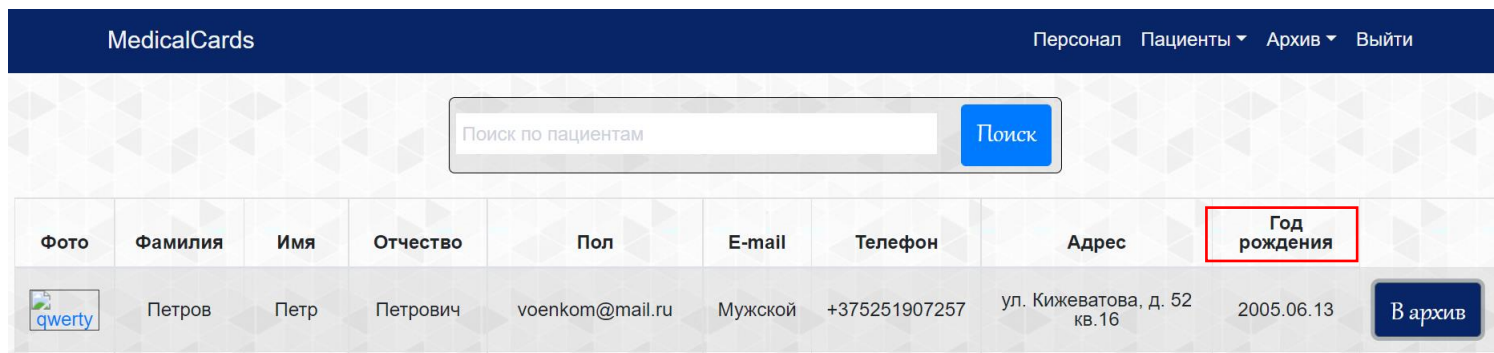 MedicalCards Персонал Пациенты Архив Выйти
Поиск по пациентам Поиск
Фото Фамилия Имя Отчество Пол E-mail Телефон Адрес Год рождения
qwerty Петров Петр Петрович voenkom@mail.ru Мужской +375251907257 ул. Кижеватова, д. 52 кв.16 2005.06.13 В архив